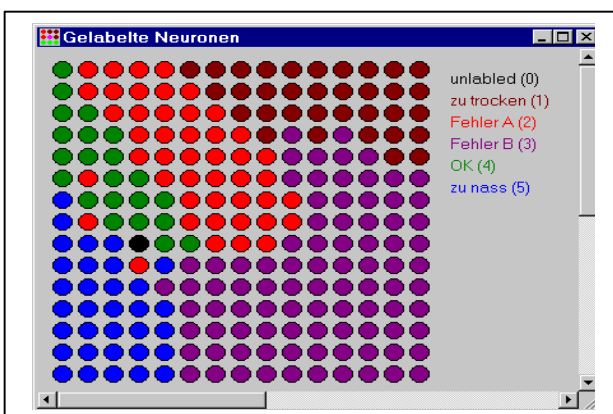 Gelabelte Neuronen
unlabled (0)
zu trocken (1)
Fehler A (2)
Fehler B (3)
OK (4)
zu nass (5)